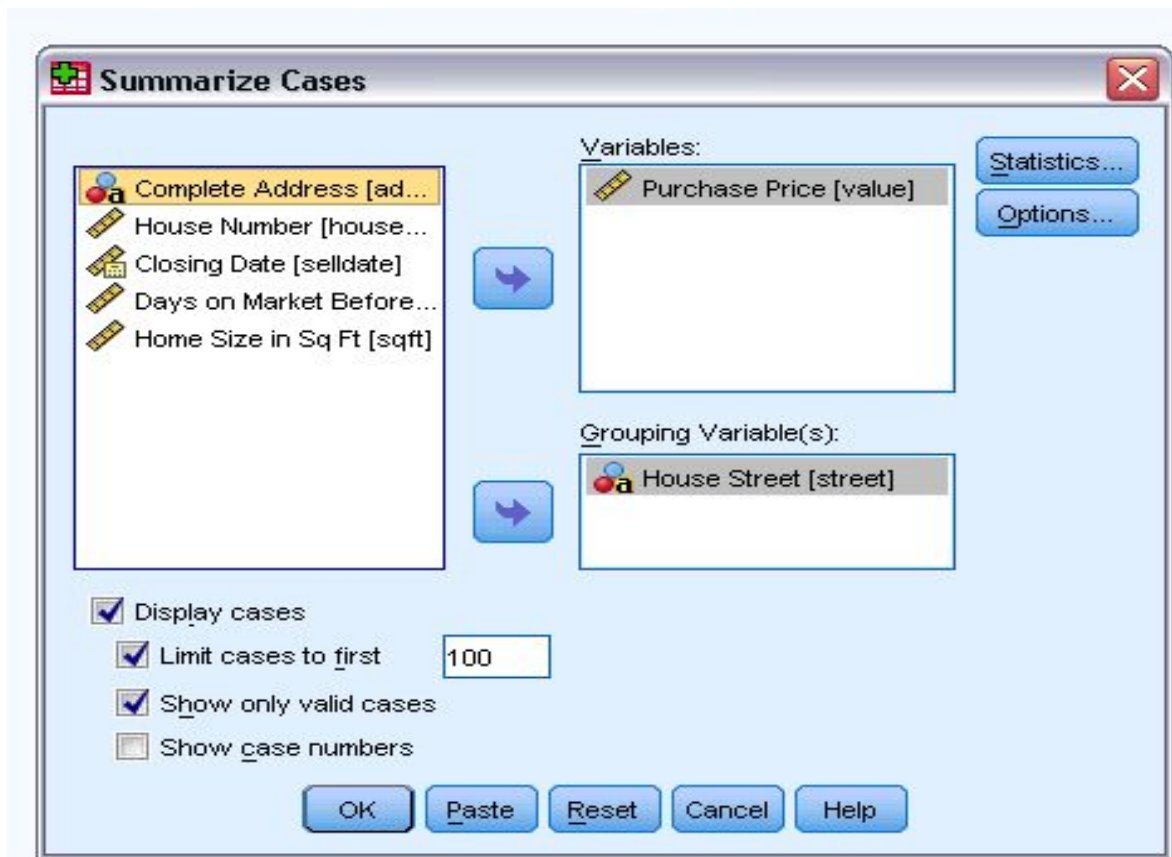 Summarize Cases
Complete Address [ad...
House Number [house...
Closing Date [selldate]
Days on Market Before...
Home Size in Sq Ft [sqft]
Variables:
Purchase Price [value]
Grouping Variable(s):
House Street [street]
Statistics...
Options...
Display cases
Limit cases to first 100
Show only valid cases
Show case numbers
OK Paste Reset Cancel Help